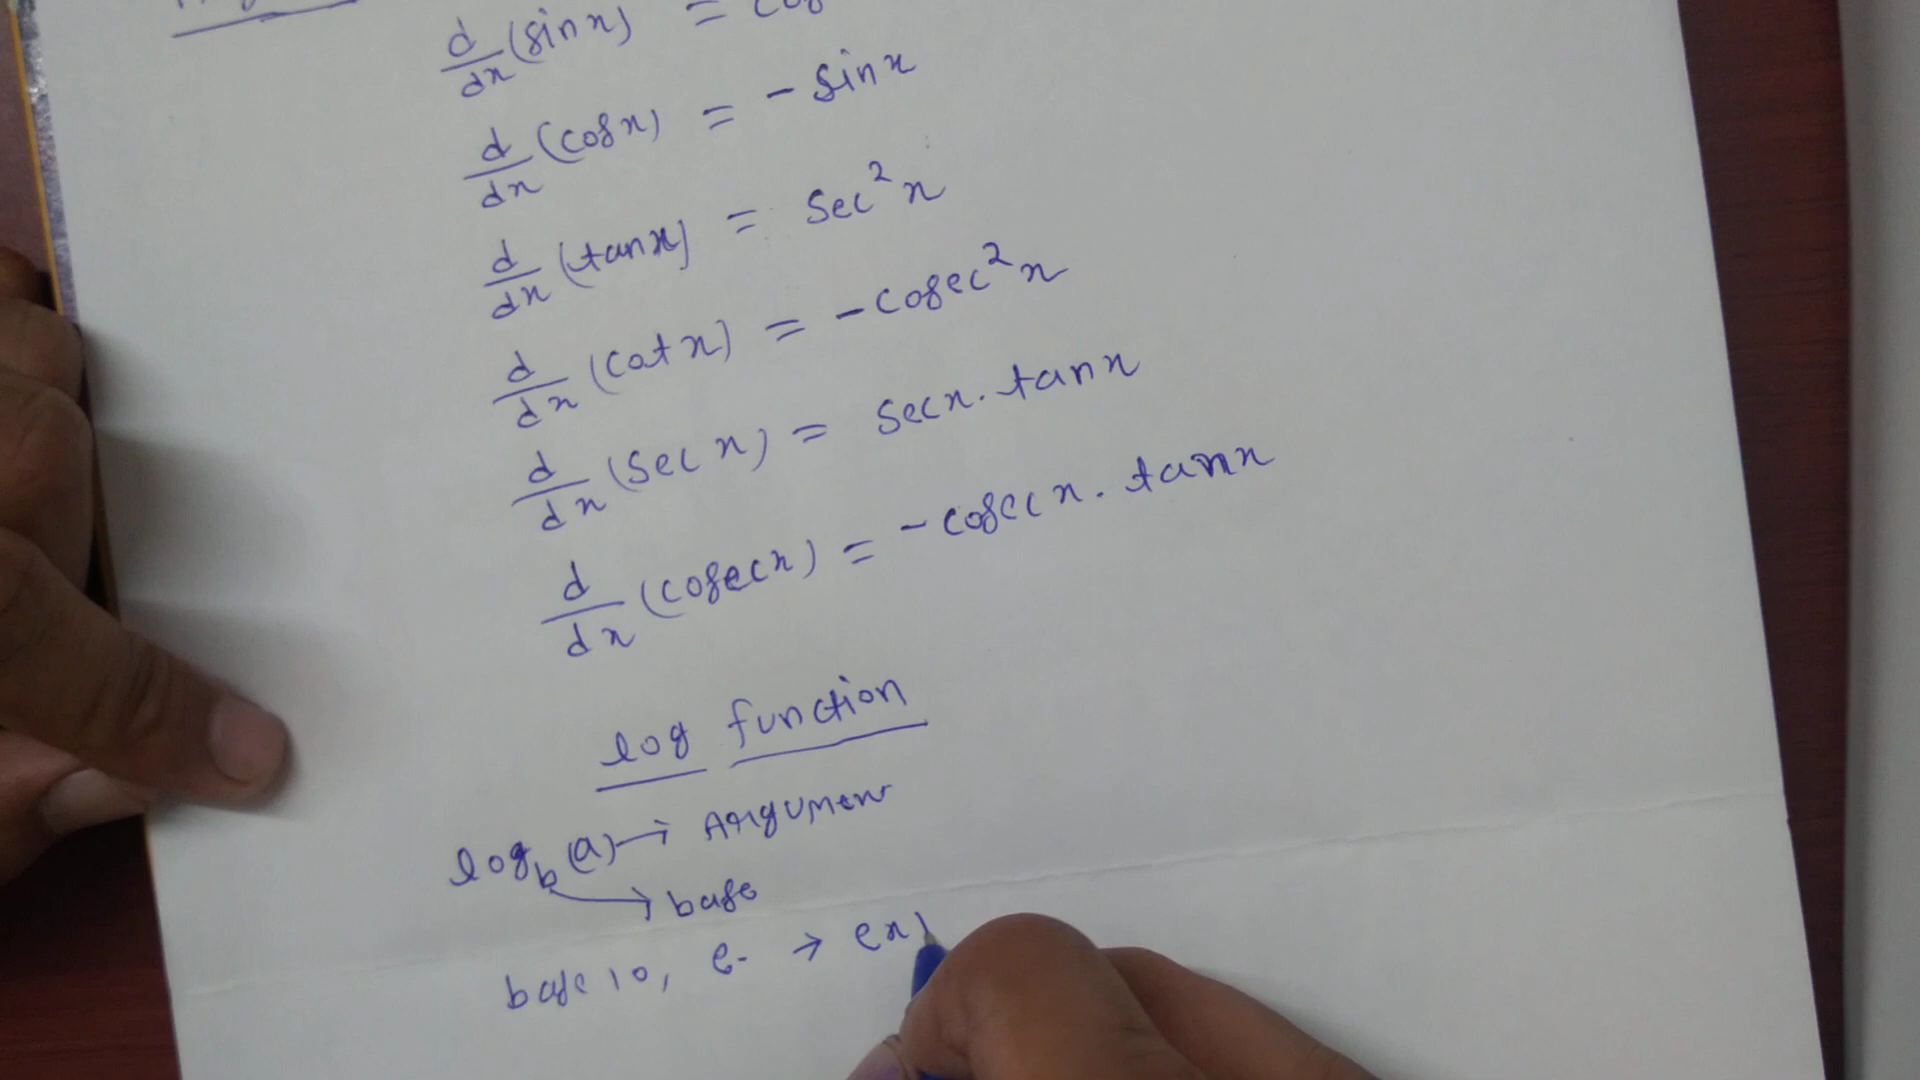 d/dx (sin x) = cos
d/dx (cos x) = - sin x
d/dx (tan x) = Sec² x
d/dx (cot x) = - cosec² x
d/dx (Sec x) = Sec x . tan x
d/dx (cosec x) = - cosec x . tan x
log function
log_b (a) → Argument
→ base
base 10, e. → ex